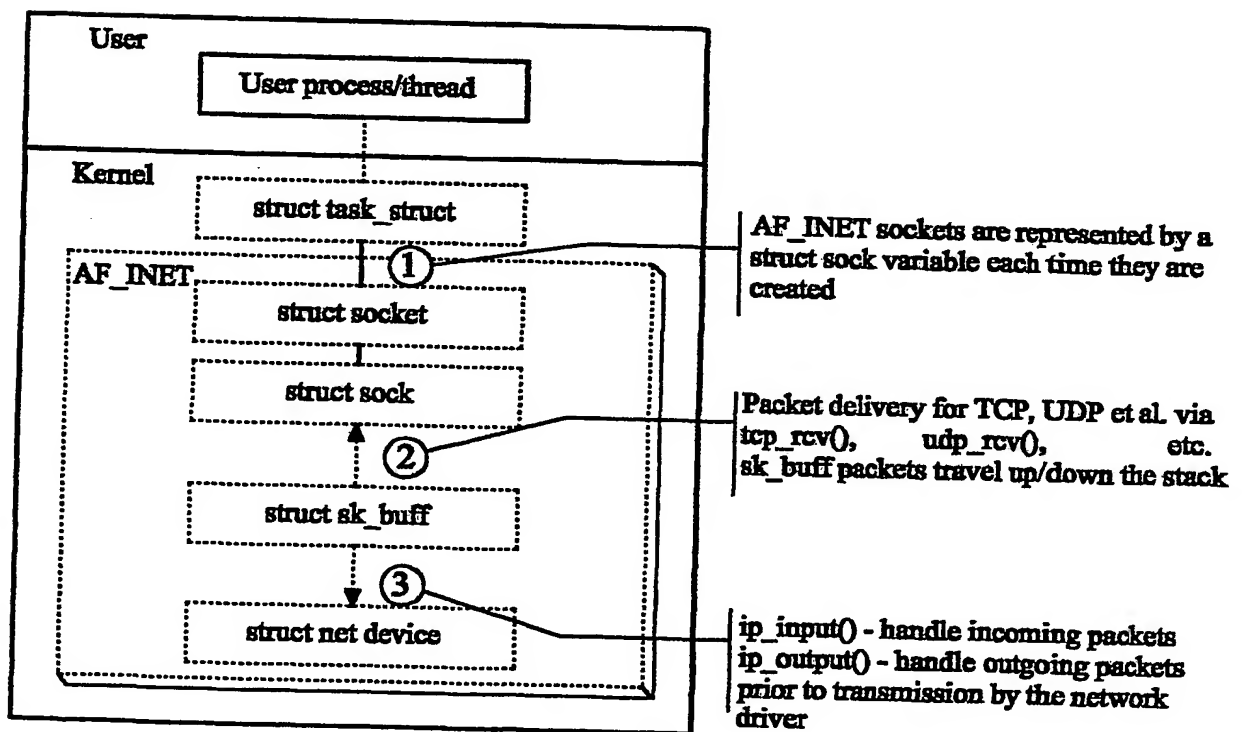 User
User process/thread
Kernel
struct task_struct
AF_INET
1
struct socket
struct sock
2
struct sk_buff
3
struct net device
AF_INET sockets are represented by a
struct sock variable each time they are
created
Packet delivery for TCP, UDP et al. via
tcp_rcv(), udp_rcv(), etc.
sk_buff packets travel up/down the stack
ip_input() - handle incoming packets
ip_output() - handle outgoing packets
prior to transmission by the network
driver